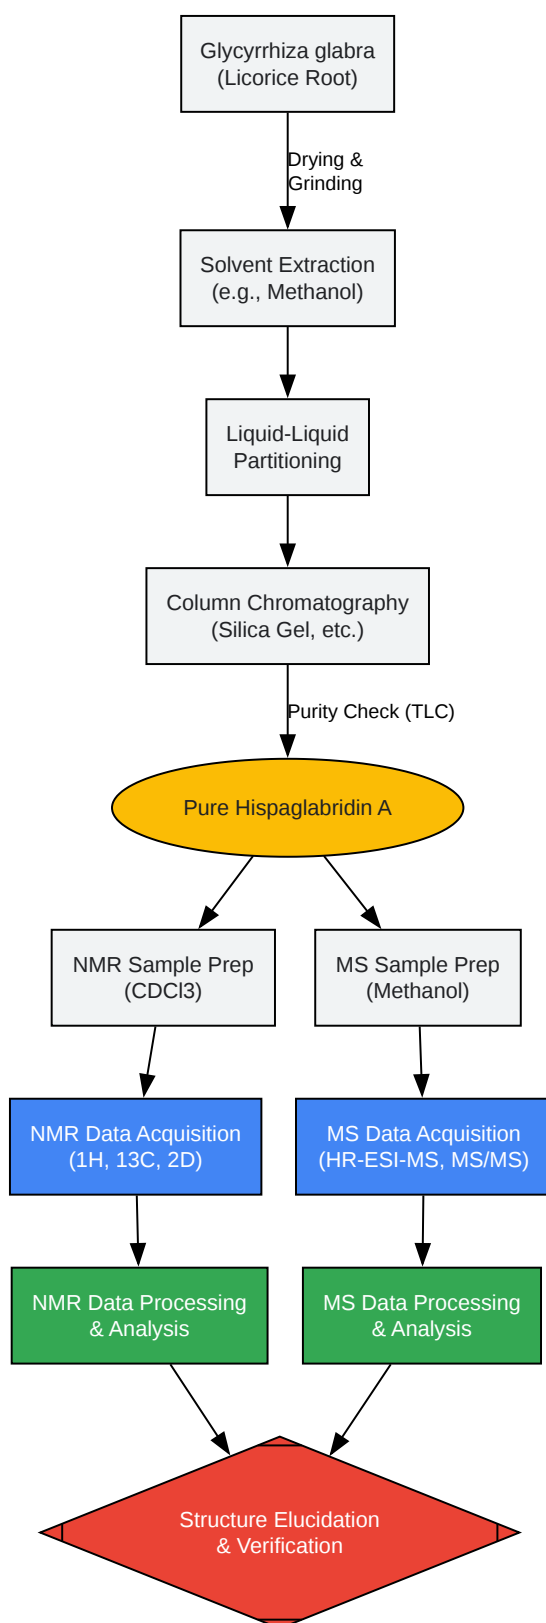 Glycyrrhiza glabra
(Licorice Root)
Drying &
Grinding
Solvent Extraction
(e.g., Methanol)
Liquid-Liquid
Partitioning
Column Chromatography
(Silica Gel, etc.)
Purity Check (TLC)
Pure Hispaglabridin A
NMR Sample Prep
(CDCl3)
MS Sample Prep
(Methanol)
NMR Data Acquisition
(1H, 13C, 2D)
MS Data Acquisition
(HR-ESI-MS, MS/MS)
NMR Data Processing
& Analysis
MS Data Processing
& Analysis
Structure Elucidation
& Verification